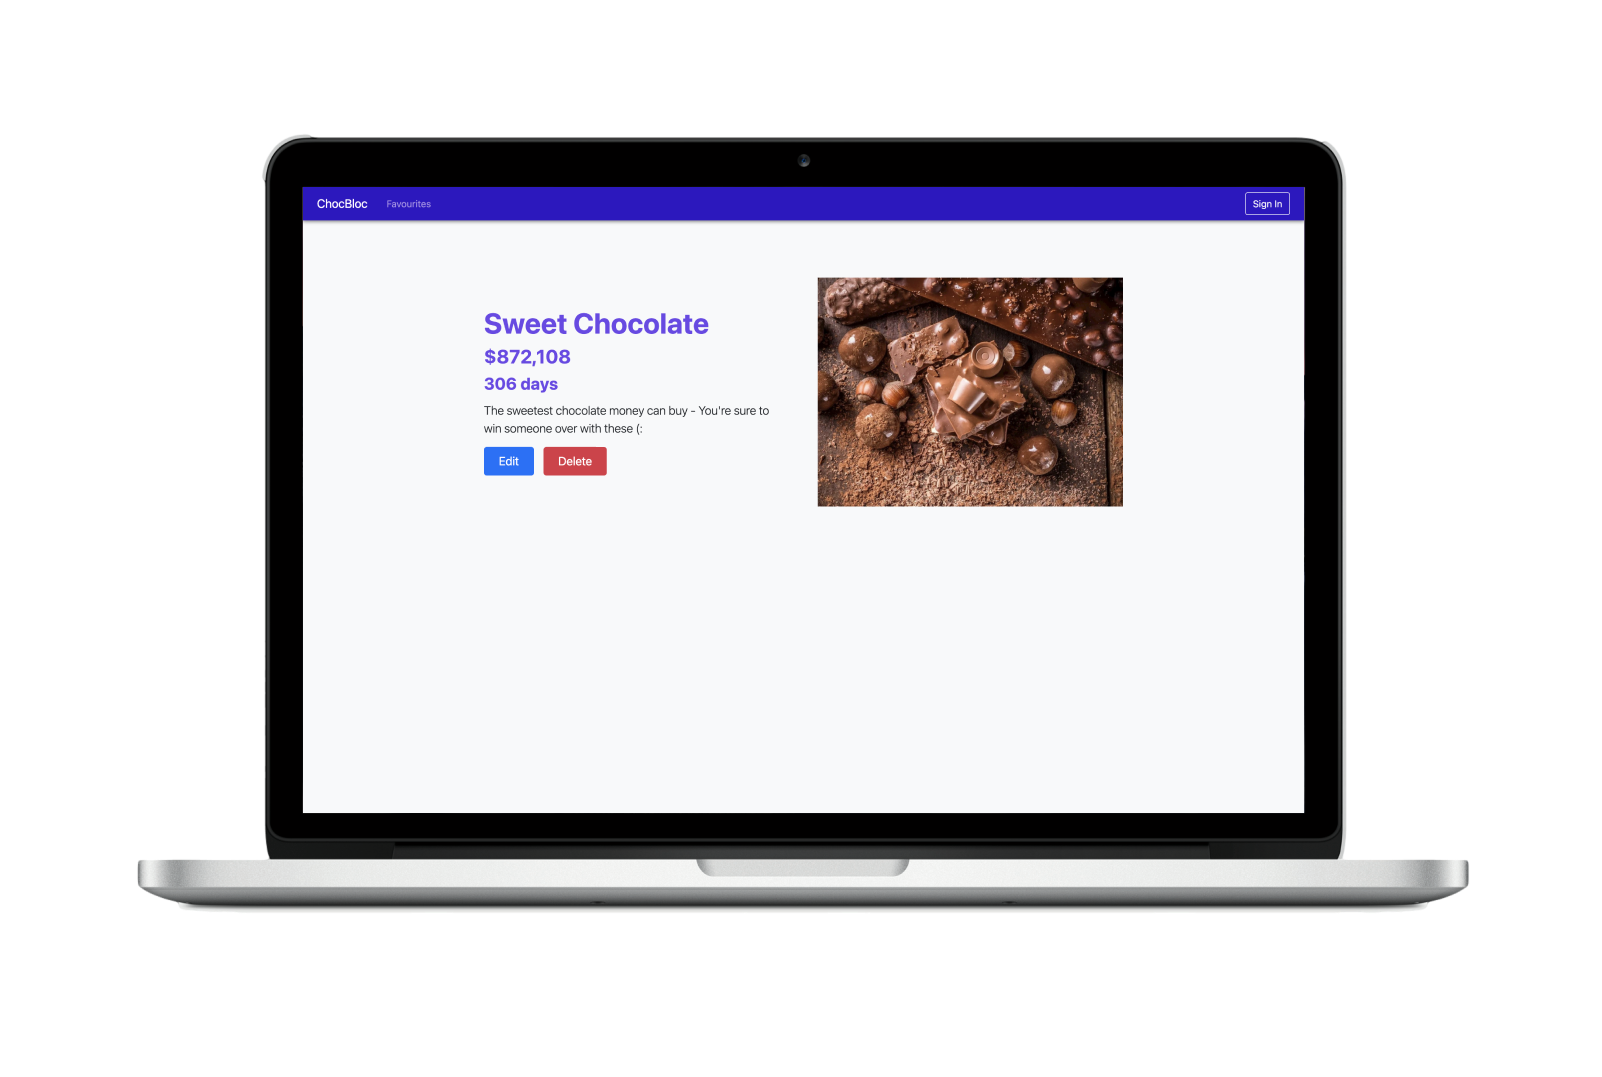 ChocBloc Favourites Sign In
Sweet Chocolate
$872,108
306 days
The sweetest chocolate money can buy - You're sure to
win someone over with these (:
Edit Delete